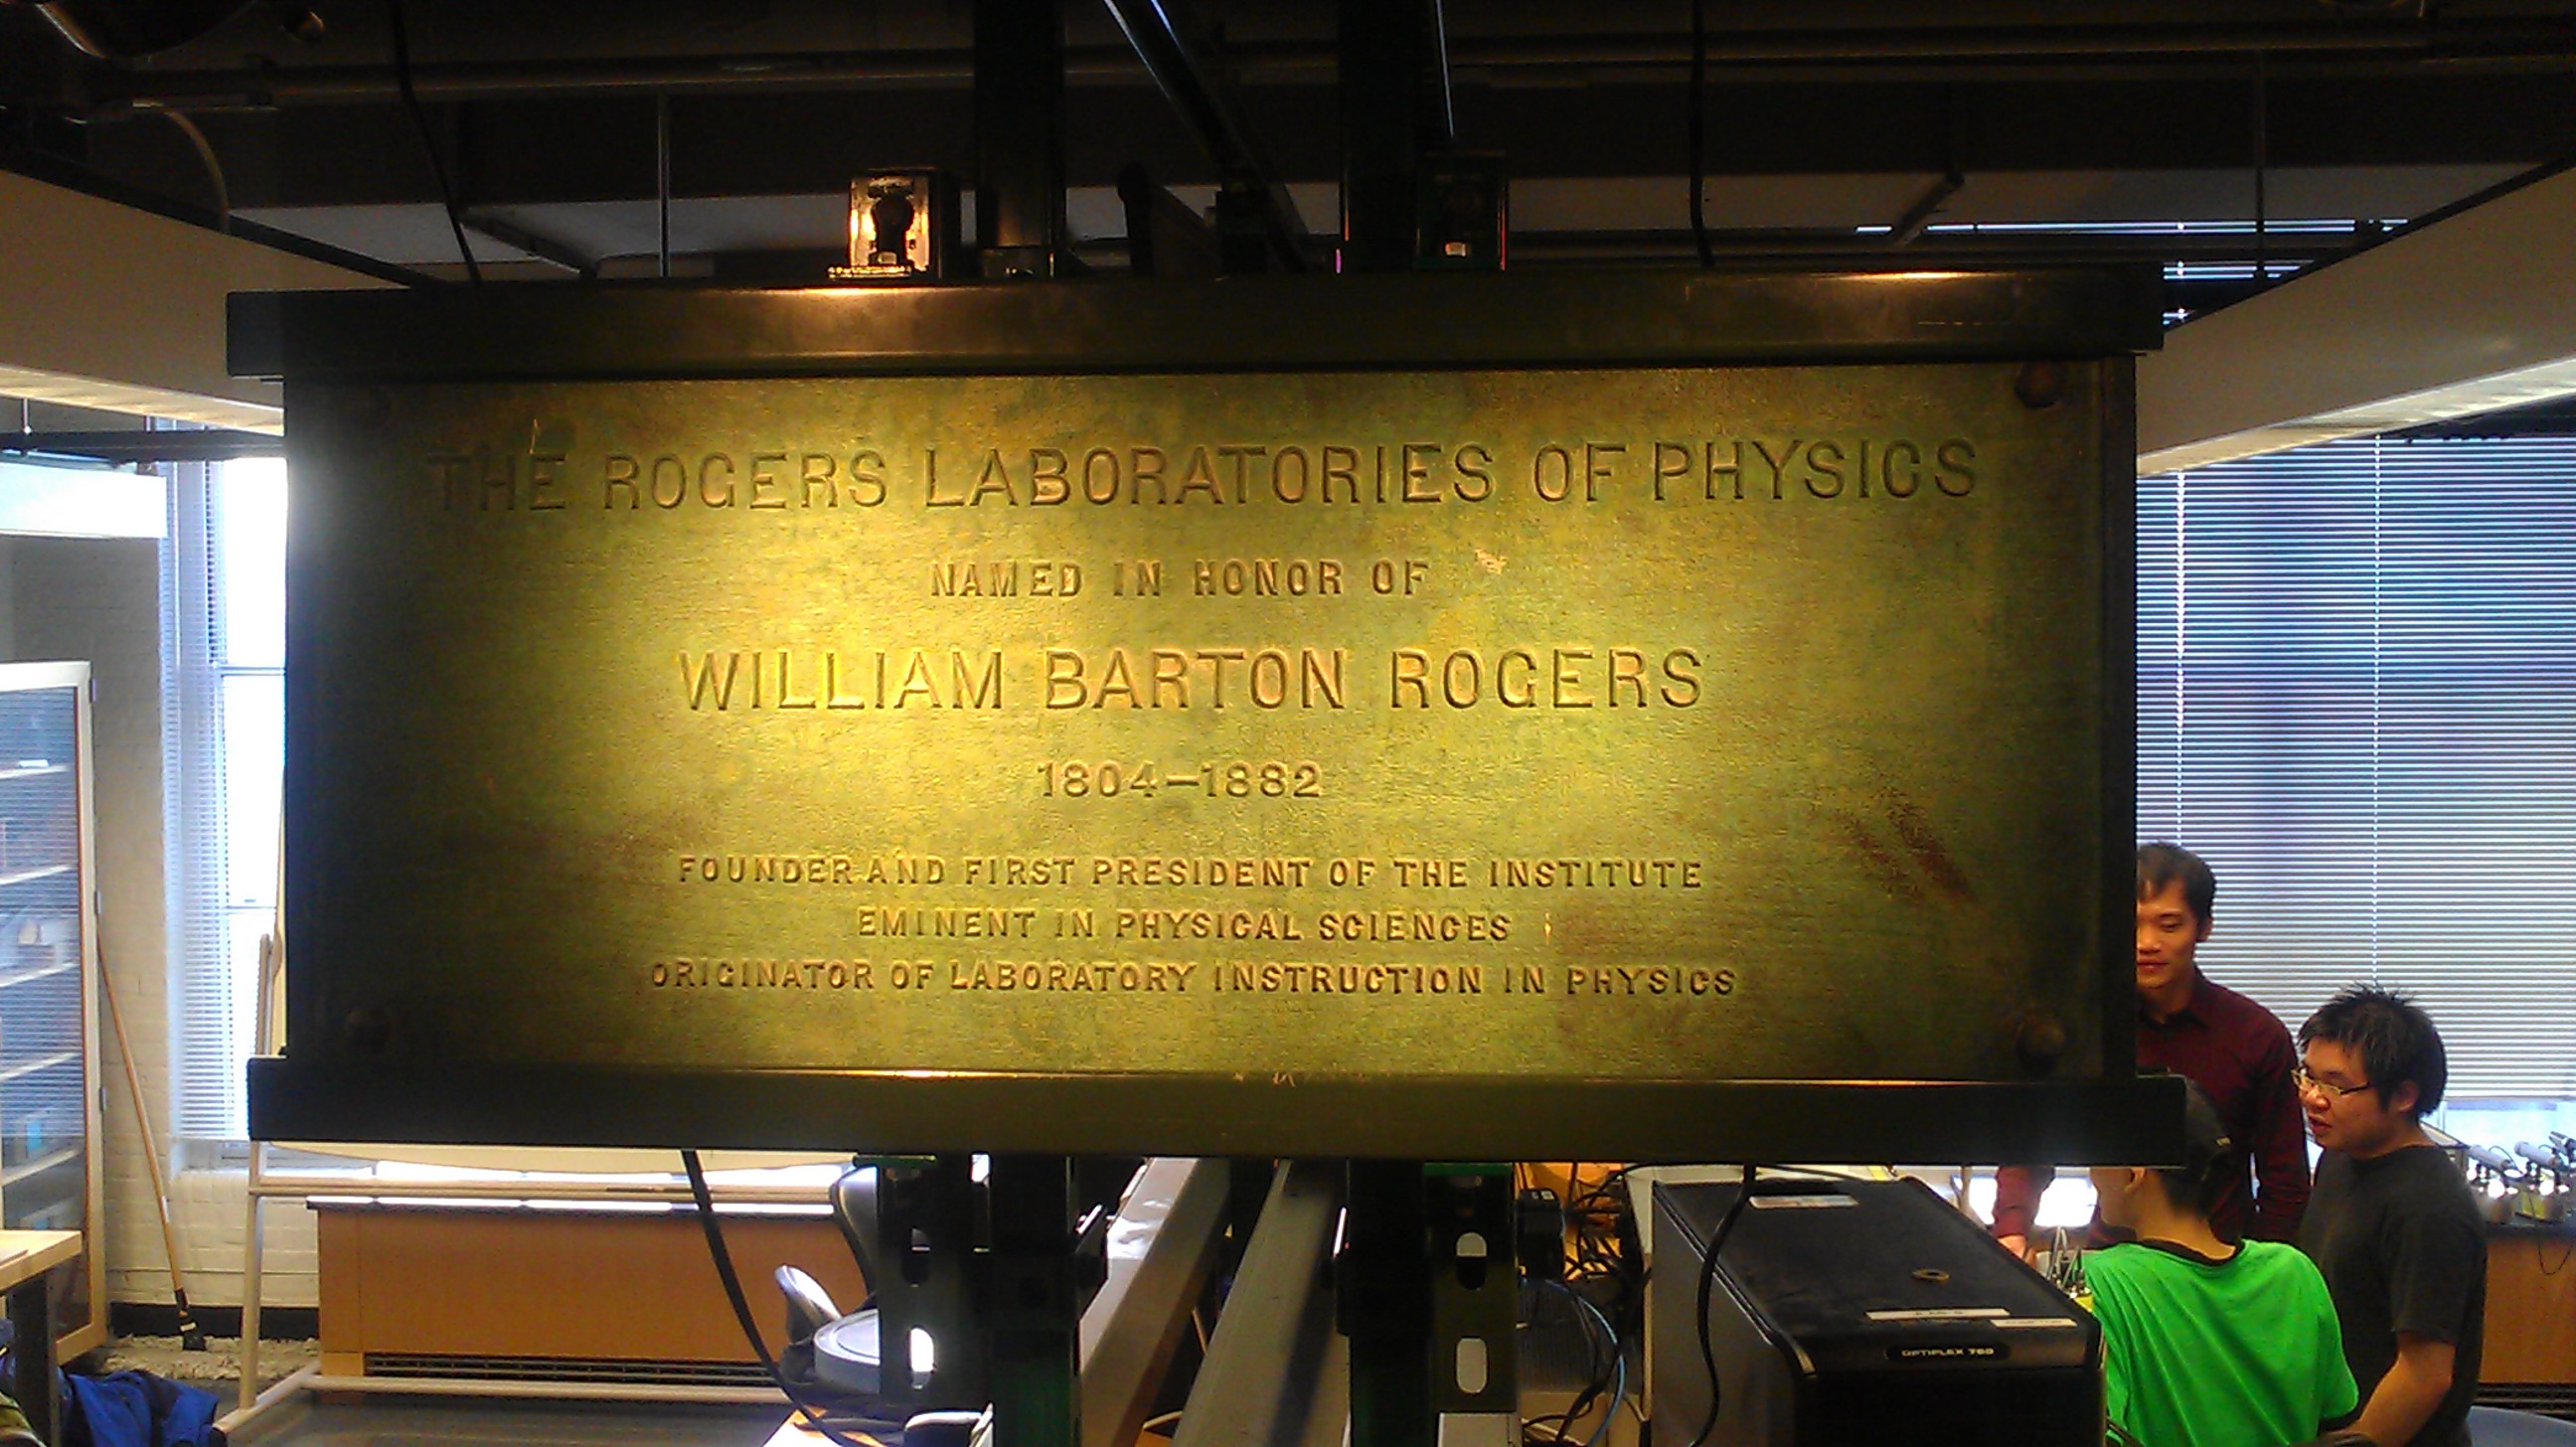 THE ROGERS LABORATORIES OF PHYSICS
NAMED IN HONOR OF
WILLIAM BARTON ROGERS
1804–1882
FOUNDER AND FIRST PRESIDENT OF THE INSTITUTE
EMINENT IN PHYSICAL SCIENCES
ORIGINATOR OF LABORATORY INSTRUCTION IN PHYSICS
OPTIPLEX 760